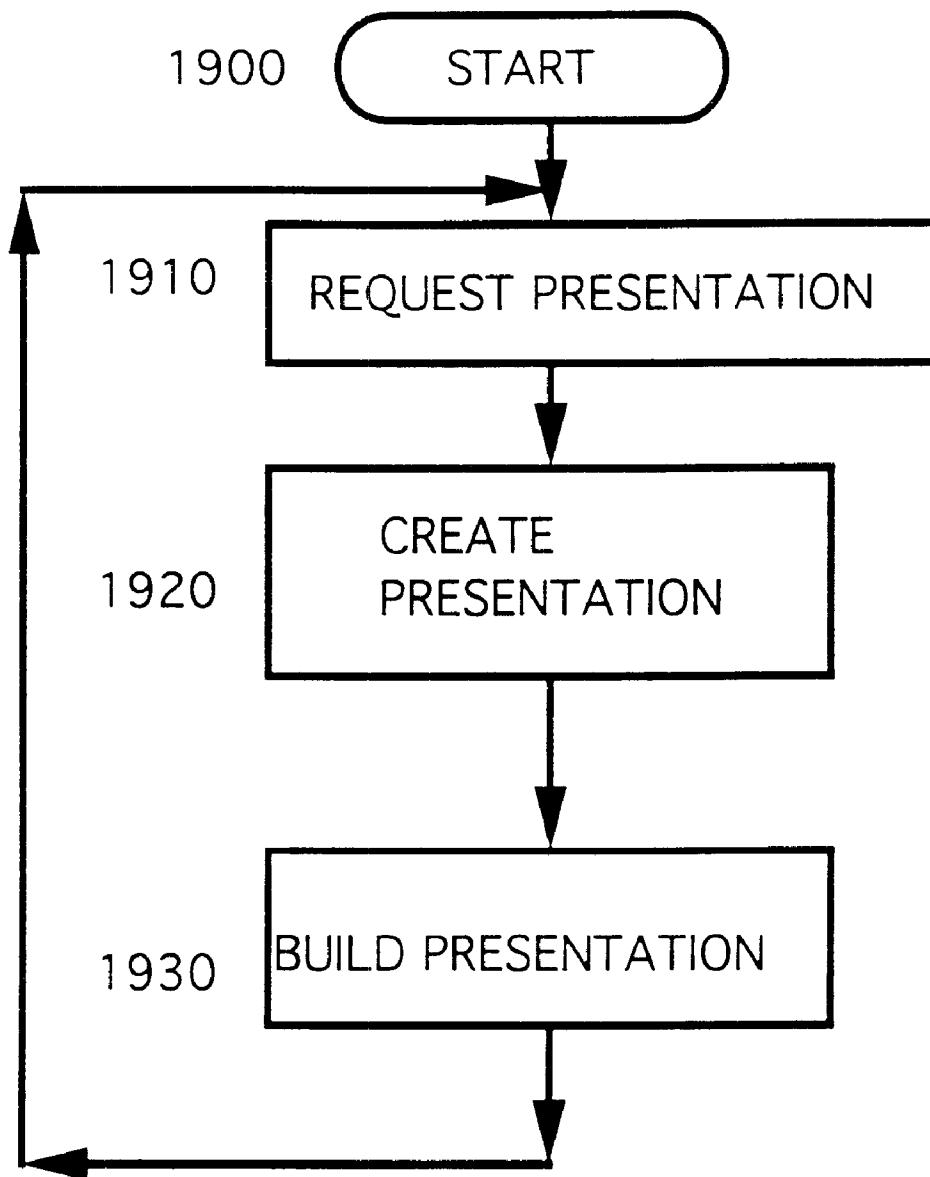 1900 START
1910 REQUEST PRESENTATION
CREATE
1920 PRESENTATION
1930 BUILD PRESENTATION